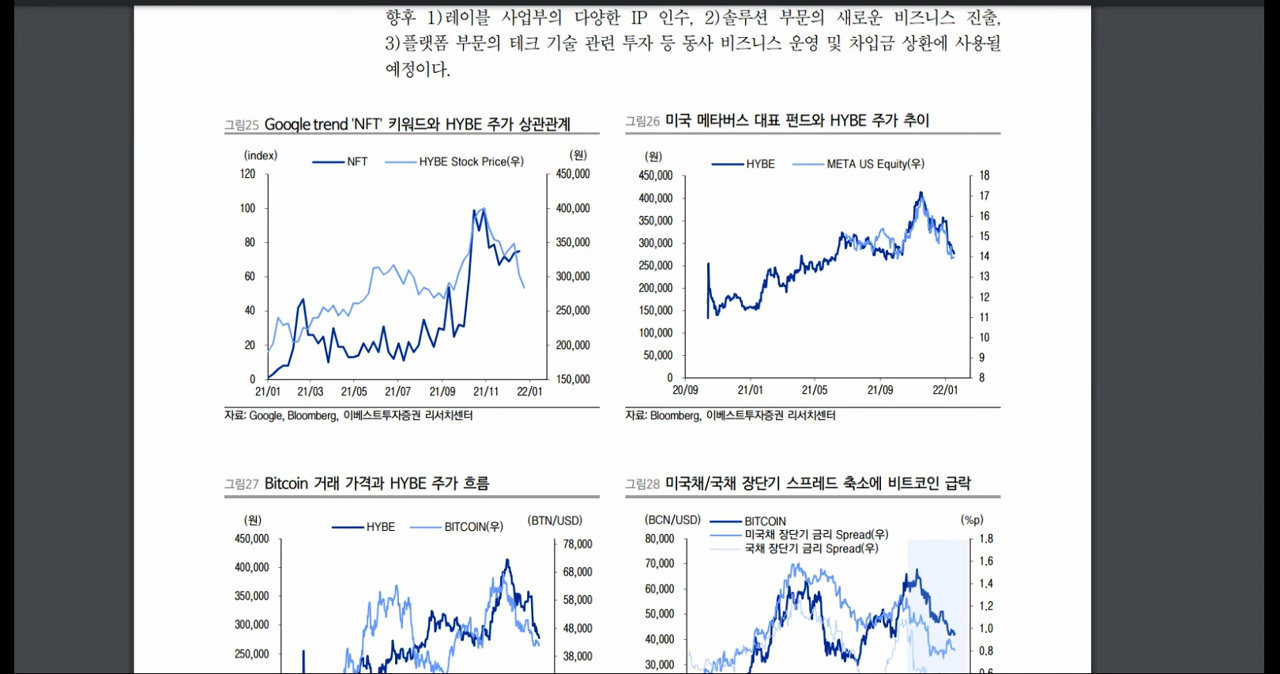 향후 1)레이블 사업부의 다양한 IP 인수, 2)솔루션 부문의 새로운 비즈니스 진출,
3)플랫폼 부문의 테크 기술 관련 투자 등 동사 비즈니스 운영 및 차입금 상환에 사용될
예정이다.
그림25 Google trend 'NFT' 키워드와 HYBE 주가 상관관계
(index)
NFT
HYBE Stock Price(우)
(원)
120
100
80
60
40
20
0
450,000
400,000
350,000
300,000
250,000
200,000
150,000
21/01 21/03 21/05 21/07 21/09 21/11 22/01
자료: Google, Bloomberg, 이베스트투자증권 리서치센터
그림26 미국 메타버스 대표 펀드와 HYBE 주가 추이
(원)
HYBE
META US Equity(우)
450,000
400,000
350,000
300,000
250,000
200,000
150,000
100,000
50,000
0
18
17
16
15
14
13
12
11
10
9
8
20/09 21/01 21/05 21/09 22/01
자료: Bloomberg, 이베스트투자증권 리서치센터
그림27 Bitcoin 거래 가격과 HYBE 주가 흐름
(원)
HYBE
BITCOIN(우)
(BTN/USD)
450,000
400,000
350,000
300,000
250,000
78,000
68,000
58,000
48,000
38,000
그림28 미국채/국채 장단기 스프레드 축소에 비트코인 급락
(BCN/USD)
BITCOIN
미국채 장단기 금리 Spread(우)
국채 장단기 금리 Spread(우)
(%p)
80,000
70,000
60,000
50,000
40,000
30,000
1.8
1.6
1.4
1.2
1.0
0.8
0.6